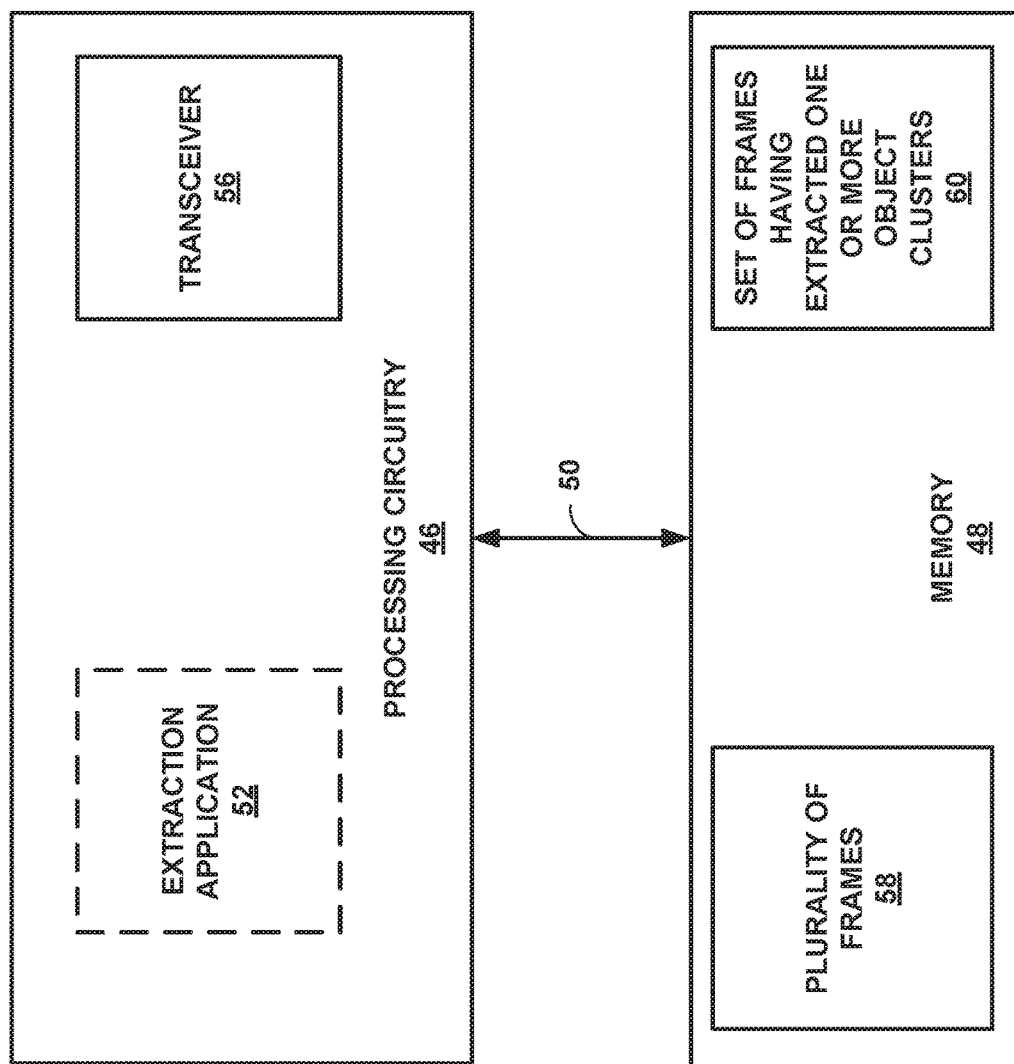 EXTRACTION
APPLICATION
52
TRANSCEIVER
56
PROCESSING CIRCUITRY
46
50
PLURALITY OF
FRAMES
58
SET OF FRAMES
HAVING
EXTRACTED ONE
OR MORE
OBJECT
CLUSTERS
60
MEMORY
48